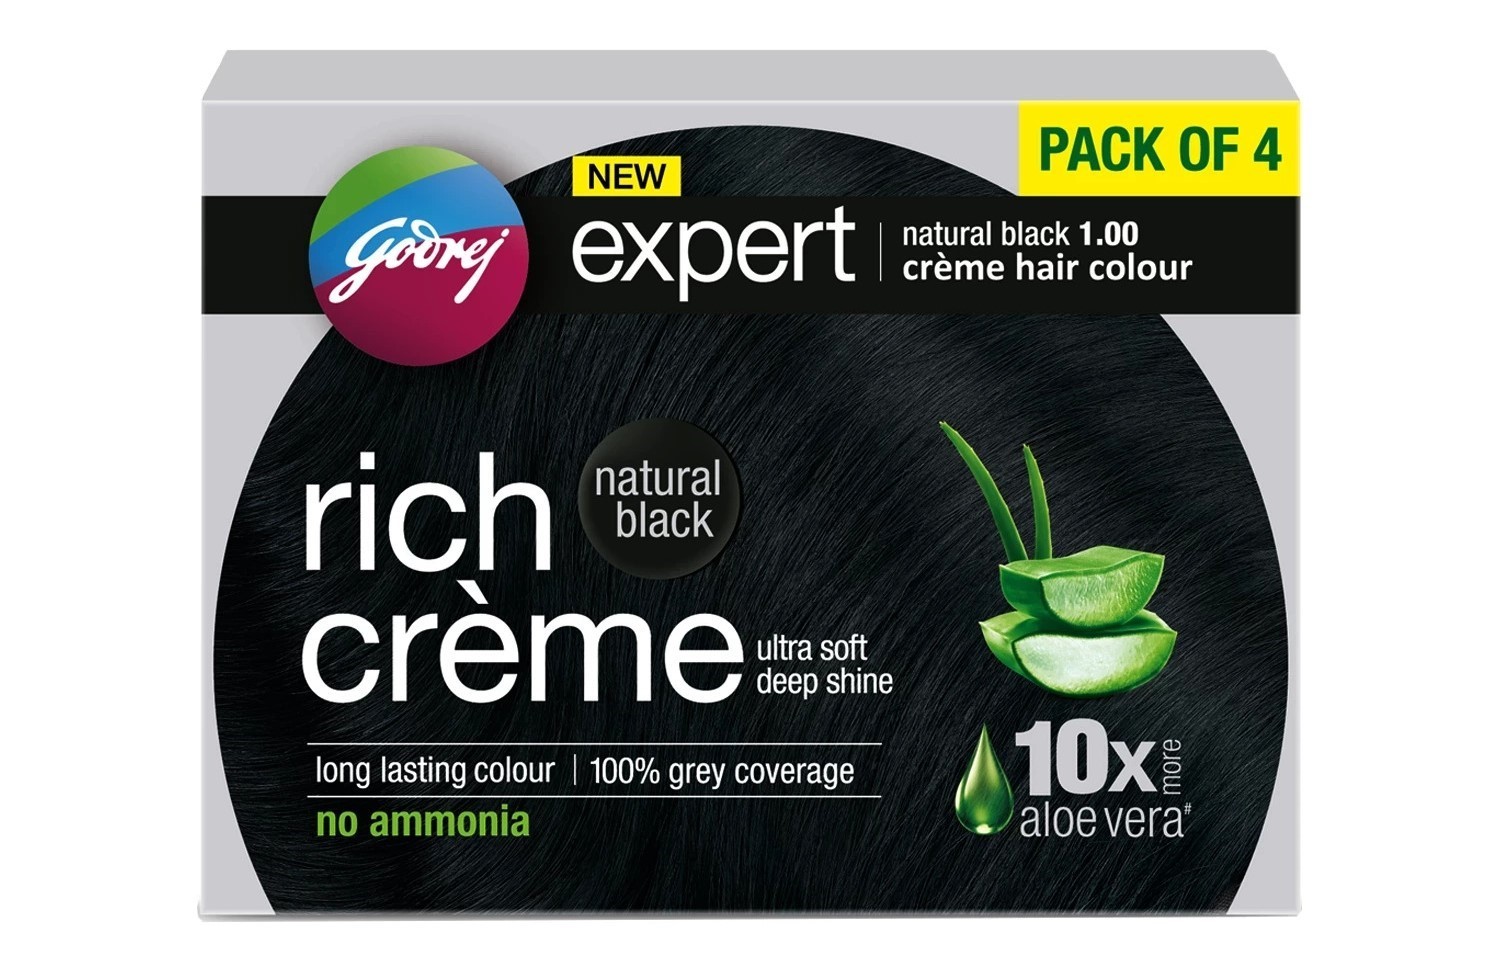 PACK OF 4
Godrej
NEW
expert
natural black 1.00
crème hair colour
rich
crème
natural
black
ultra soft
deep shine
long lasting colour | 100% grey coverage
no ammonia
10x more
aloe vera#